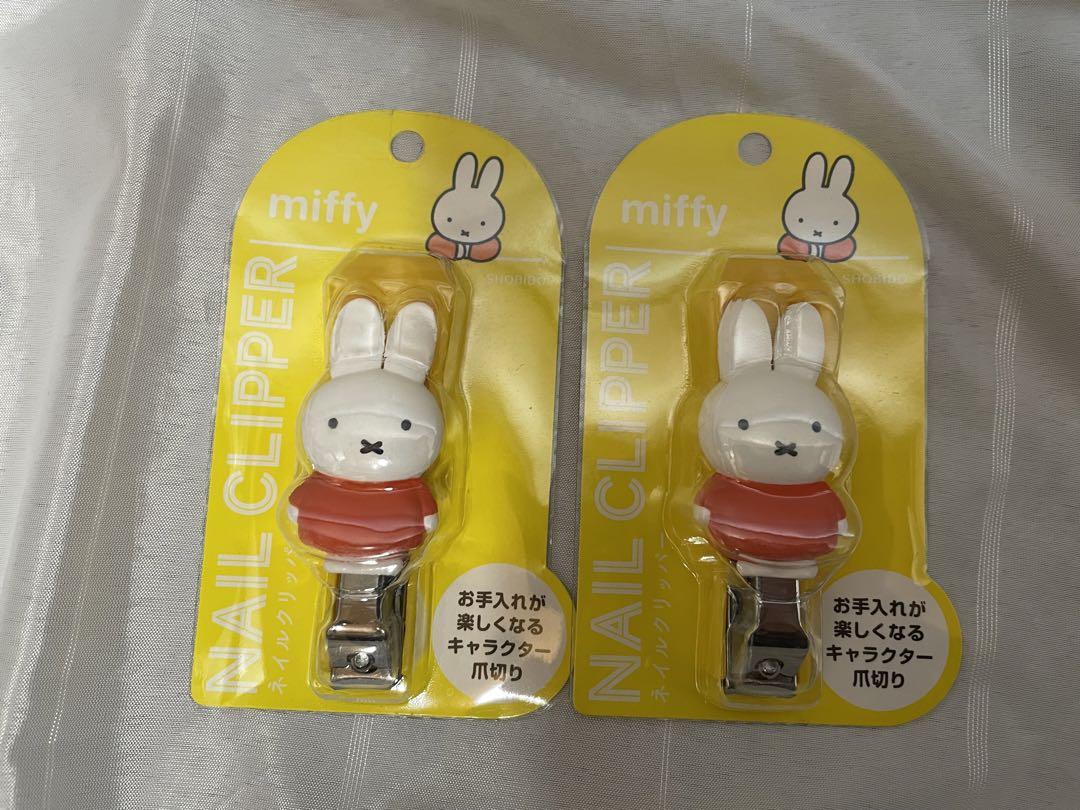 miffy
SHOBIDO
NAIL CLIPPER
ネイルクリッパー
お手入れが
楽しくなる
キャラクター
爪切り
miffy
SHOBIDO
NAIL CLIPPER
ネイルクリッパー
お手入れが
楽しくなる
キャラクター
爪切り